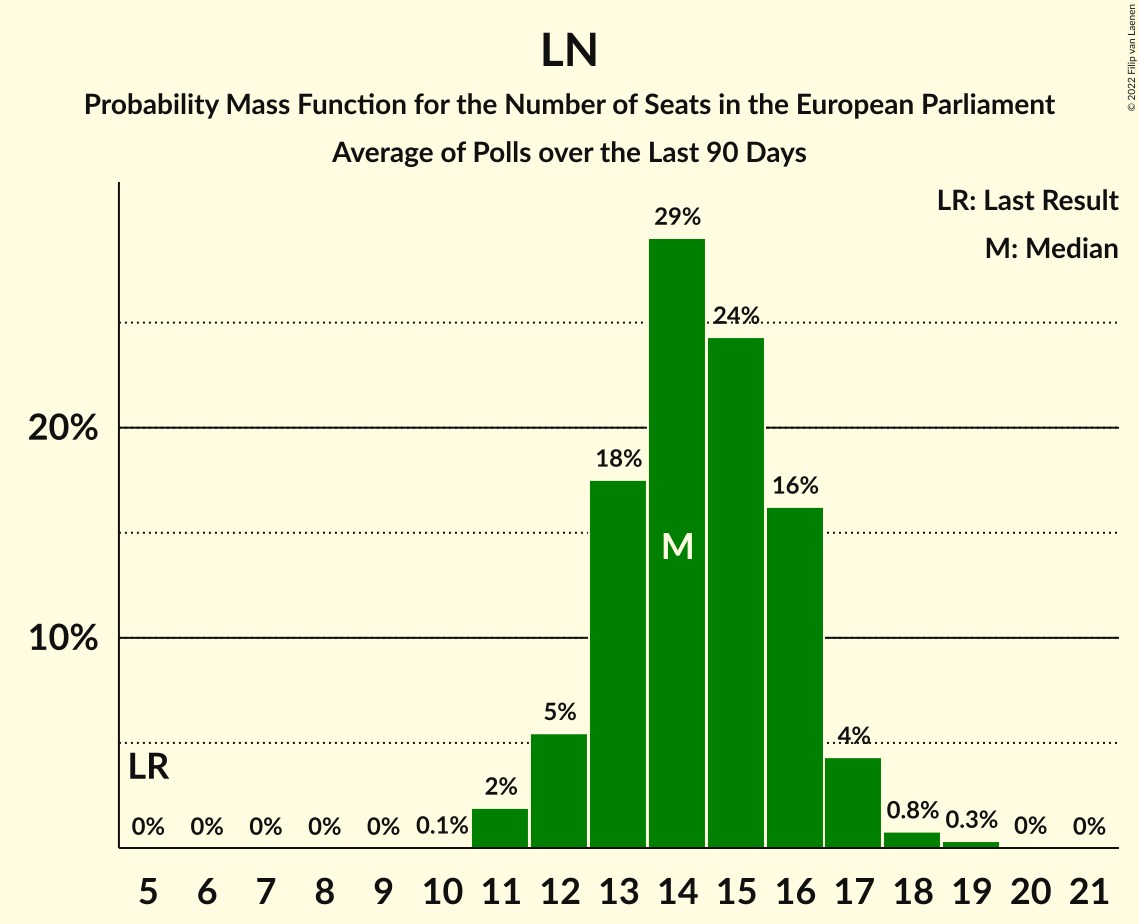 LN
Probability Mass Function for the Number of Seats in the European Parliament
Average of Polls over the Last 90 Days
© 2022 Filip van Laenen
LR: Last Result
M: Median
29%
24%
20%
18%
16%
M
10%
5%
4%
LR
2%
0% 0% 0% 0% 0% 0.1% 0.8% 0.3% 0% 0%
5 6 7 8 9 10 11 12 13 14 15 16 17 18 19 20 21